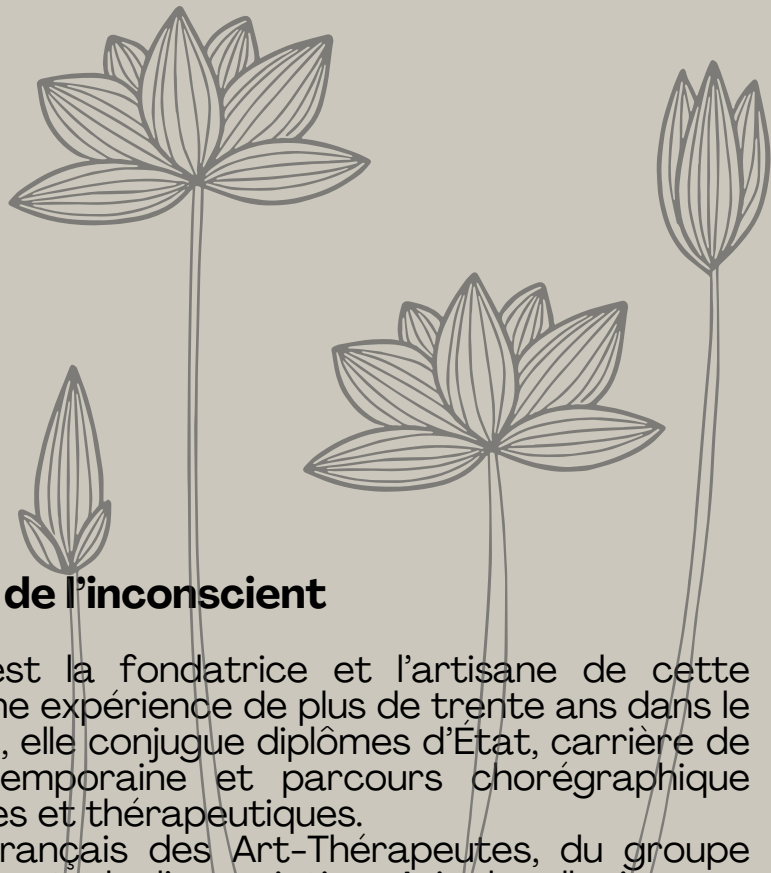 de l’inconscient
est la fondatrice et l’artisane de cette
ne expérience de plus de trente ans dans le
, elle conjugue diplômes d’État, carrière de
emporaine et parcours chorégraphique
es et thérapeutiques.
rançais des Art-Thérapeutes, du groupe